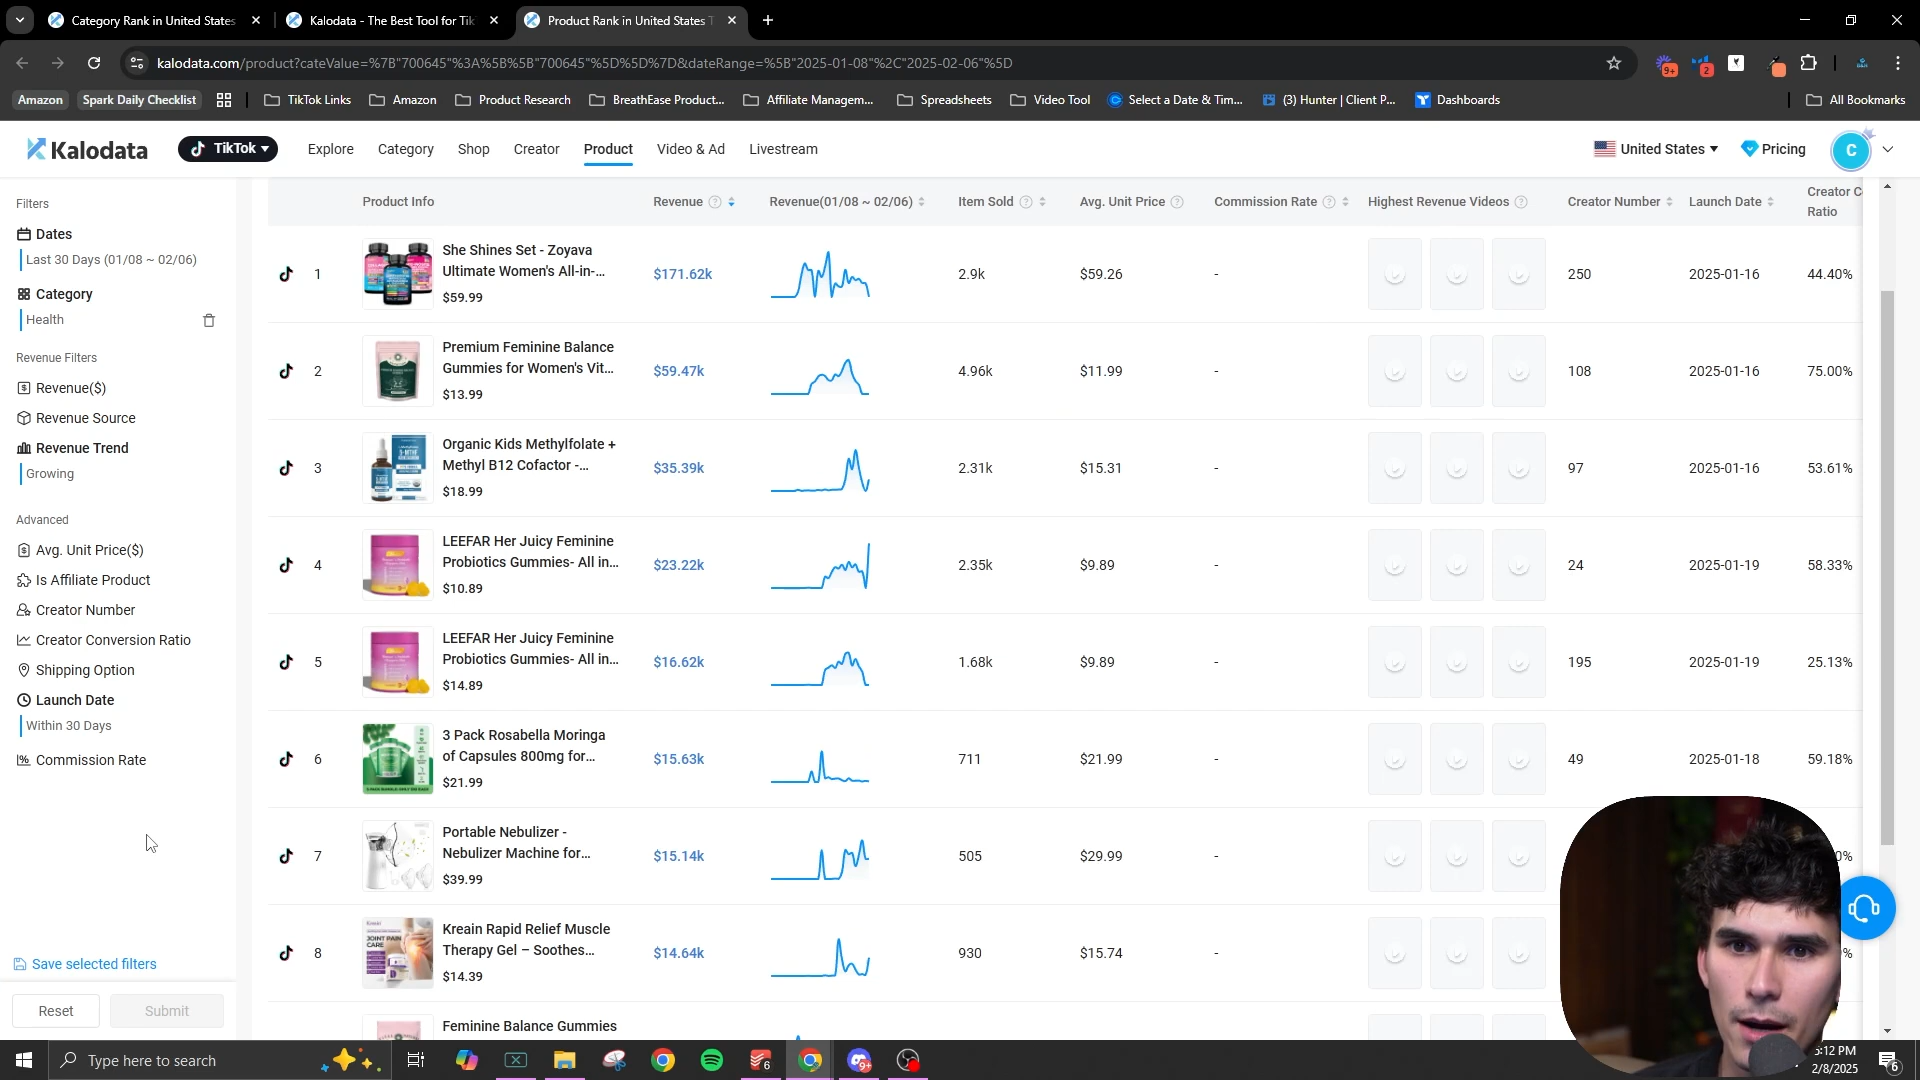 Category Rank in United States
Kalodata - The Best Tool for Tik
Product Rank in United States T
kalodata.com/product?cateValue=%7B"700645"%3A%5B%5B"700645"%5D%5D%7D&dateRange=%5B"2025-01-08"%2C"2025-02-06"%5D
9+
2
Amazon
Spark Daily Checklist
TikTok Links
Amazon
Product Research
BreathEase Product...
Affiliate Managem...
Spreadsheets
Video Tool
Select a Date & Tim...
(3) Hunter | Client P...
Dashboards
All Bookmarks
Kalodata
TikTok
Explore
Category
Shop
Creator
Product
Video & Ad
Livestream
United States
Pricing
C
Filters
Dates
Last 30 Days (01/08 ~ 02/06)
Category
Health
Revenue Filters
Revenue($)
Revenue Source
Revenue Trend
Growing
Advanced
Avg. Unit Price($)
Is Affiliate Product
Creator Number
Creator Conversion Ratio
Shipping Option
Launch Date
Within 30 Days
Commission Rate
Save selected filters
Reset
Submit
Product Info
Revenue
Revenue(01/08 ~ 02/06)
Item Sold
Avg. Unit Price
Commission Rate
Highest Revenue Videos
Creator Number
Launch Date
Creator C
Ratio
1
She Shines Set - Zoyava
Ultimate Women's All-in-...
$59.99
$171.62k
2.9k
$59.26
-
250
2025-01-16
44.40%
2
Premium Feminine Balance
Gummies for Women's Vit...
$13.99
$59.47k
4.96k
$11.99
-
108
2025-01-16
75.00%
3
Organic Kids Methylfolate +
Methyl B12 Cofactor -...
$18.99
$35.39k
2.31k
$15.31
-
97
2025-01-16
53.61%
4
LEEFAR Her Juicy Feminine
Probiotics Gummies- All in...
$10.89
$23.22k
2.35k
$9.89
-
24
2025-01-19
58.33%
5
LEEFAR Her Juicy Feminine
Probiotics Gummies- All in...
$14.89
$16.62k
1.68k
$9.89
-
195
2025-01-19
25.13%
6
3 Pack Rosabella Moringa
of Capsules 800mg for...
$21.99
$15.63k
711
$21.99
-
49
2025-01-18
59.18%
7
Portable Nebulizer -
Nebulizer Machine for...
$39.99
$15.14k
505
$29.99
-
0%
8
JOINT PAIN
CARE
Kreain Rapid Relief Muscle
Therapy Gel – Soothes...
$14.39
$14.64k
930
$15.74
-
%
Feminine Balance Gummies
Type here to search
6
9+
5:12 PM
2/8/2025
6